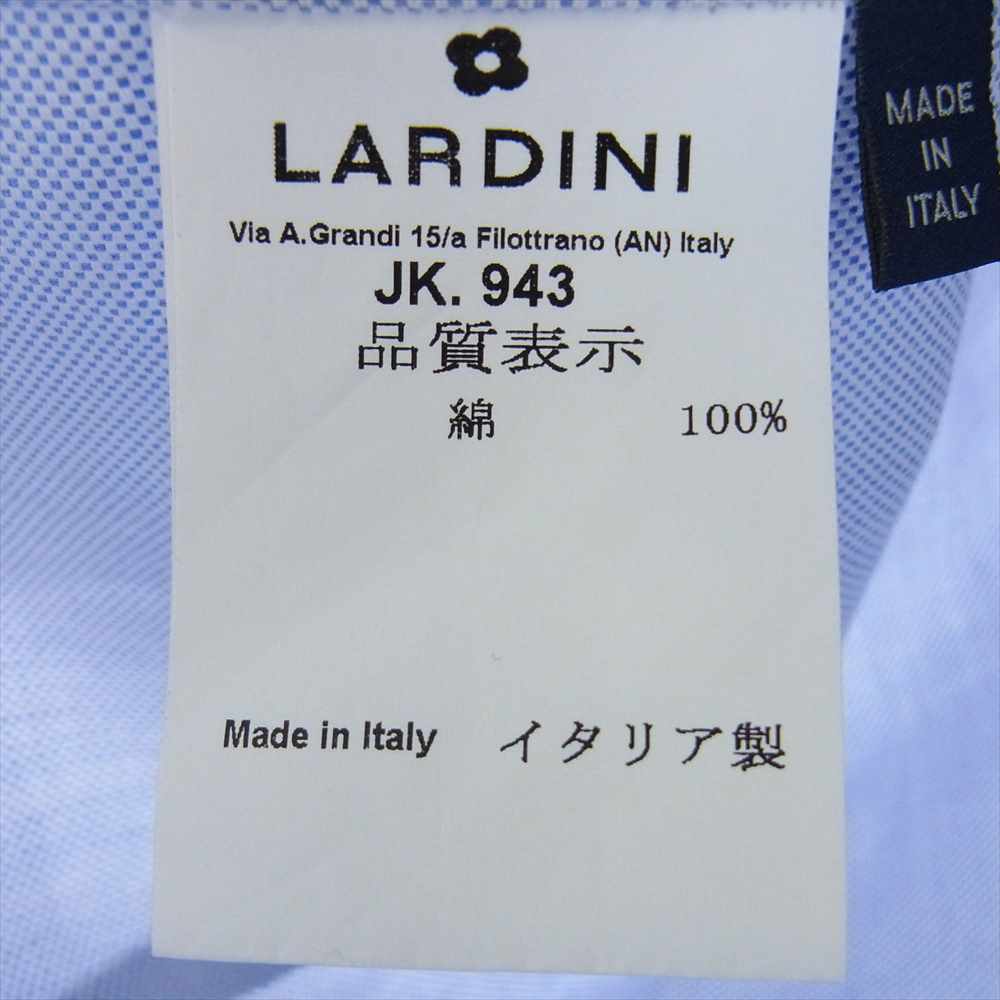 LARDINI
Via A.Grandi 15/a Filottrano (AN) Italy
JK. 943
品質表示
綿 100%
Made in Italy イタリア製
MADE
IN
ITALY